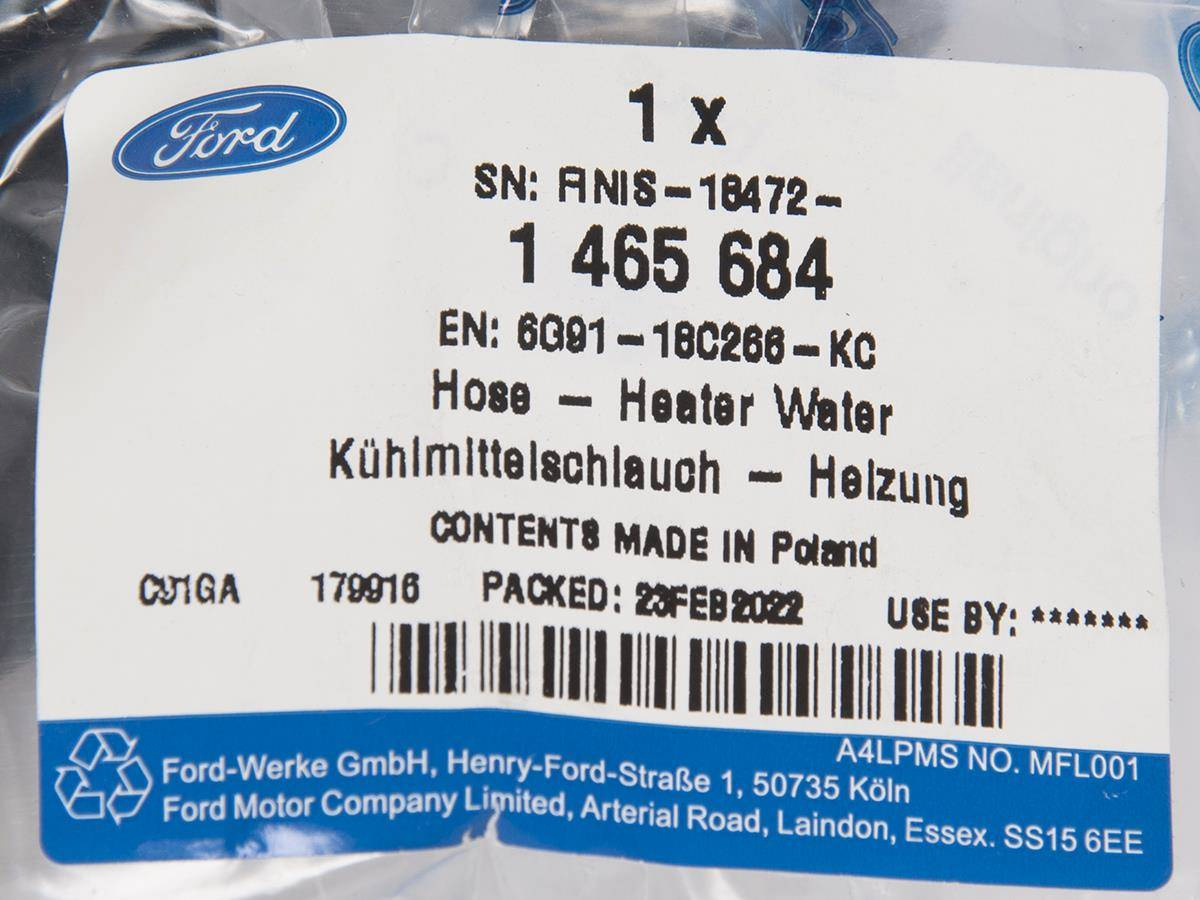 Ford
1 x
SN: FINIS-18472-
1 465 684
EN: 6G91-18C266-KC
Hose - Heater Water
Kühlmittelschlauch - Heizung
CONTENTS MADE IN Poland
179916 PACKED: 23FEB2022 USE BY: *******
A4LPMS NO. MFL001
Ford-Werke GmbH, Henry-Ford-Straße 1, 50735 Köln
Ford Motor Company Limited, Arterial Road, Laindon, Essex. SS15 6EE